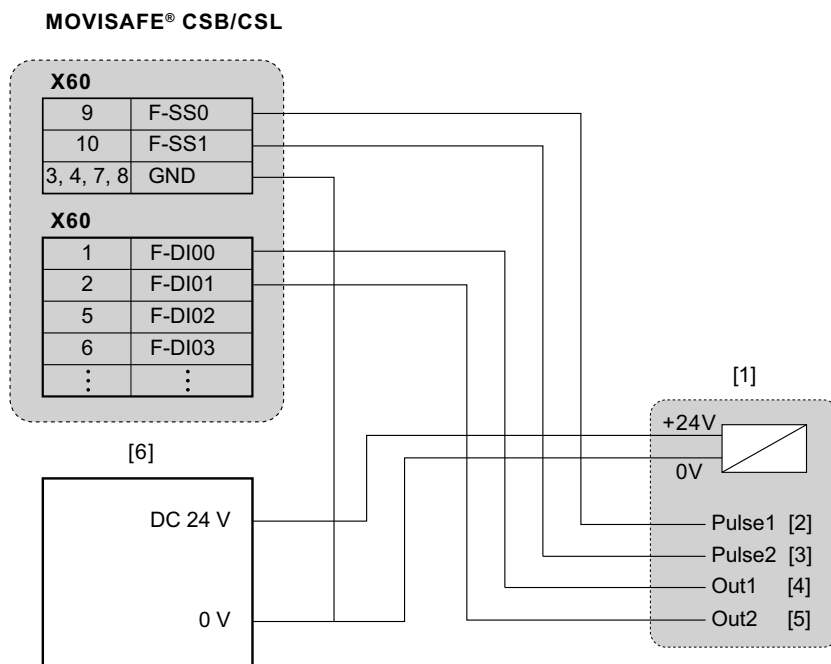 MOVISAFE® CSB/CSL
X60
9 F-SS0
10 F-SS1
3, 4, 7, 8 GND
X60
1 F-DI00
2 F-DI01
5 F-DI02
6 F-DI03
⋮ ⋮
[1]
+24V
0V
Pulse1 [2]
Pulse2 [3]
Out1 [4]
Out2 [5]
[6]
DC 24 V
0 V